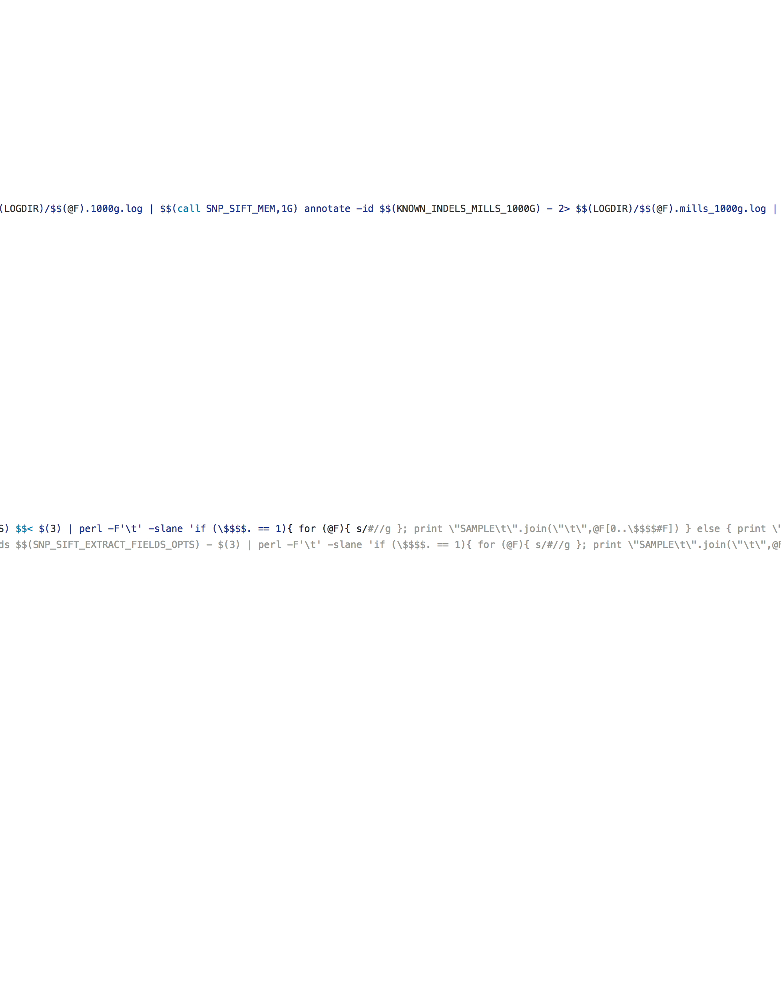 (LOGDIR)/$$(@F).1000g.log | $$(call SNP_SIFT_MEM,1G) annotate -id $$(KNOWN_INDELS_MILLS_1000G) - 2> $$(LOGDIR)/$$(@F).mills_1000g.log |
S) $$< $(3) | perl -F'\t' -slane 'if (\$$$$. == 1){ for (@F){ s/#//g }; print \"SAMPLE\t\".join(\"\t\",@F[0..\$$$$#F]) } else { print \"
ds $$(SNP_SIFT_EXTRACT_FIELDS_OPTS) - $(3) | perl -F'\t' -slane 'if (\$$$$. == 1){ for (@F){ s/#//g }; print \"SAMPLE\t\".join(\"\t\",@F